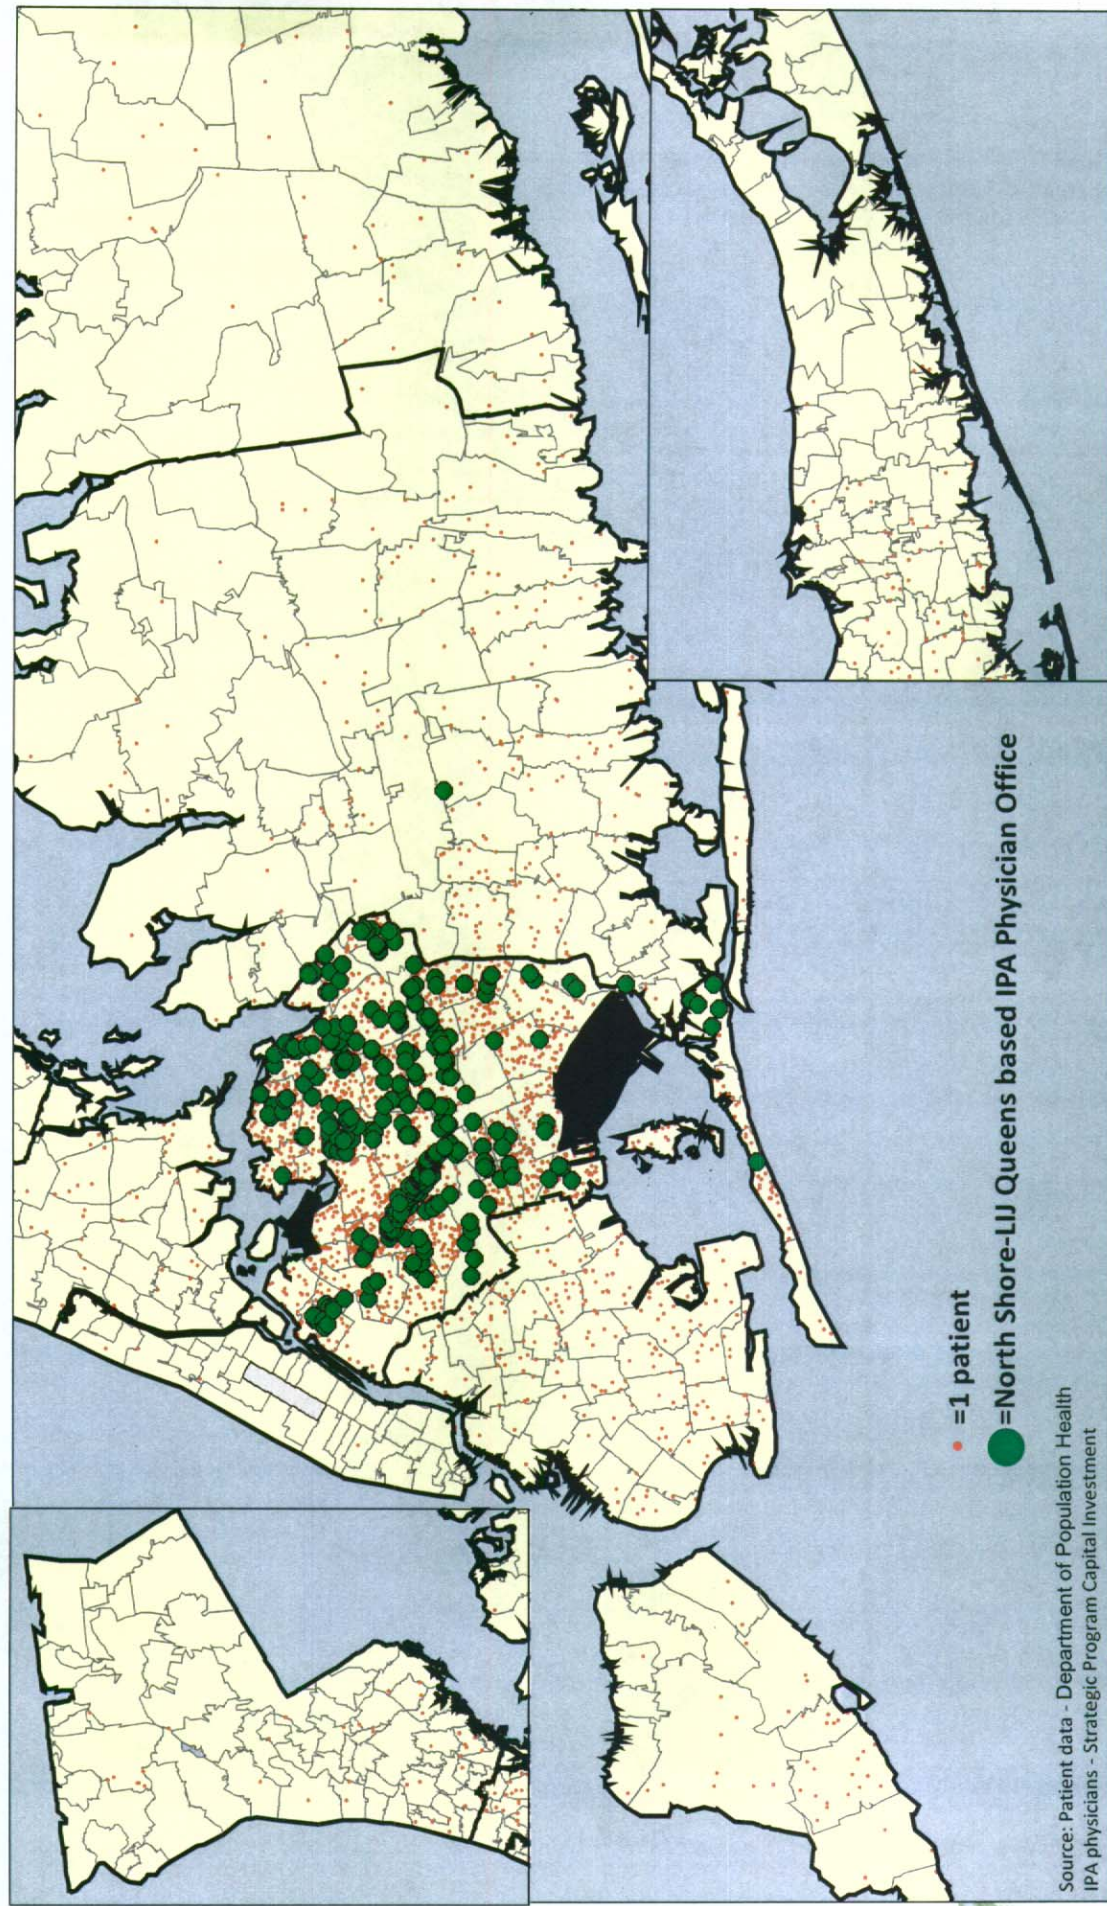 =1 patient
=North Shore-LIJ Queens based IPA Physician Office
Source: Patient data - Department of Population Health
IPA physicians - Strategic Program Capital Investment